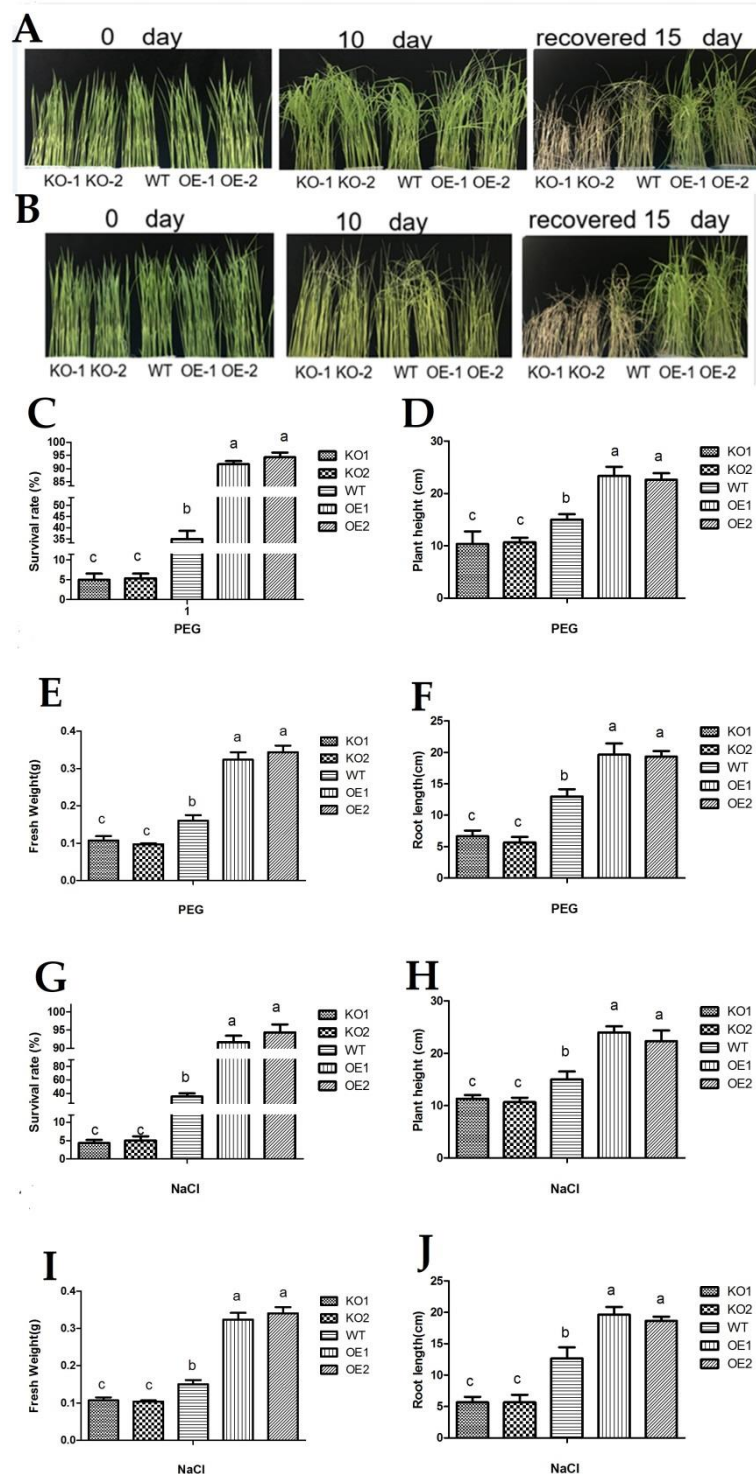 A
0 day
10 day
recovered 15 day
KO-1 KO-2 WT OE-1 OE-2
KO-1 KO-2 WT OE-1 OE-2
KO-1 KO-2 WT OE-1 OE-2
B
0 day
10 day
recovered 15 day
KO-1 KO-2 WT OE-1 OE-2
KO-1 KO-2 WT OE-1 OE-2
KO-1 KO-2 WT OE-1 OE-2
C
Survival rate (%)
100
95
90
85
50
45
40
35
10
5
0
c c b a a
1
PEG
KO1
KO2
WT
OE1
OE2
D
Plant height (cm)
30
20
10
0
c c b a a
PEG
KO1
KO2
WT
OE1
OE2
E
Fresh Weight(g)
0.4
0.3
0.2
0.1
0.0
c c b a a
PEG
KO1
KO2
WT
OE1
OE2
F
Root length(cm)
25
20
15
10
5
0
c c b a a
PEG
KO1
KO2
WT
OE1
OE2
G
Survival rate (%)
100
95
90
80
60
40
20
10
5
0
c c b a a
NaCl
KO1
KO2
WT
OE1
OE2
H
Plant height (cm)
30
20
10
0
c c b a a
NaCl
KO1
KO2
WT
OE1
OE2
I
Fresh Weight(g)
0.4
0.3
0.2
0.1
0.0
c c b a a
NaCl
KO1
KO2
WT
OE1
OE2
J
Root length(cm)
25
20
15
10
5
0
c c b a a
NaCl
KO1
KO2
WT
OE1
OE2